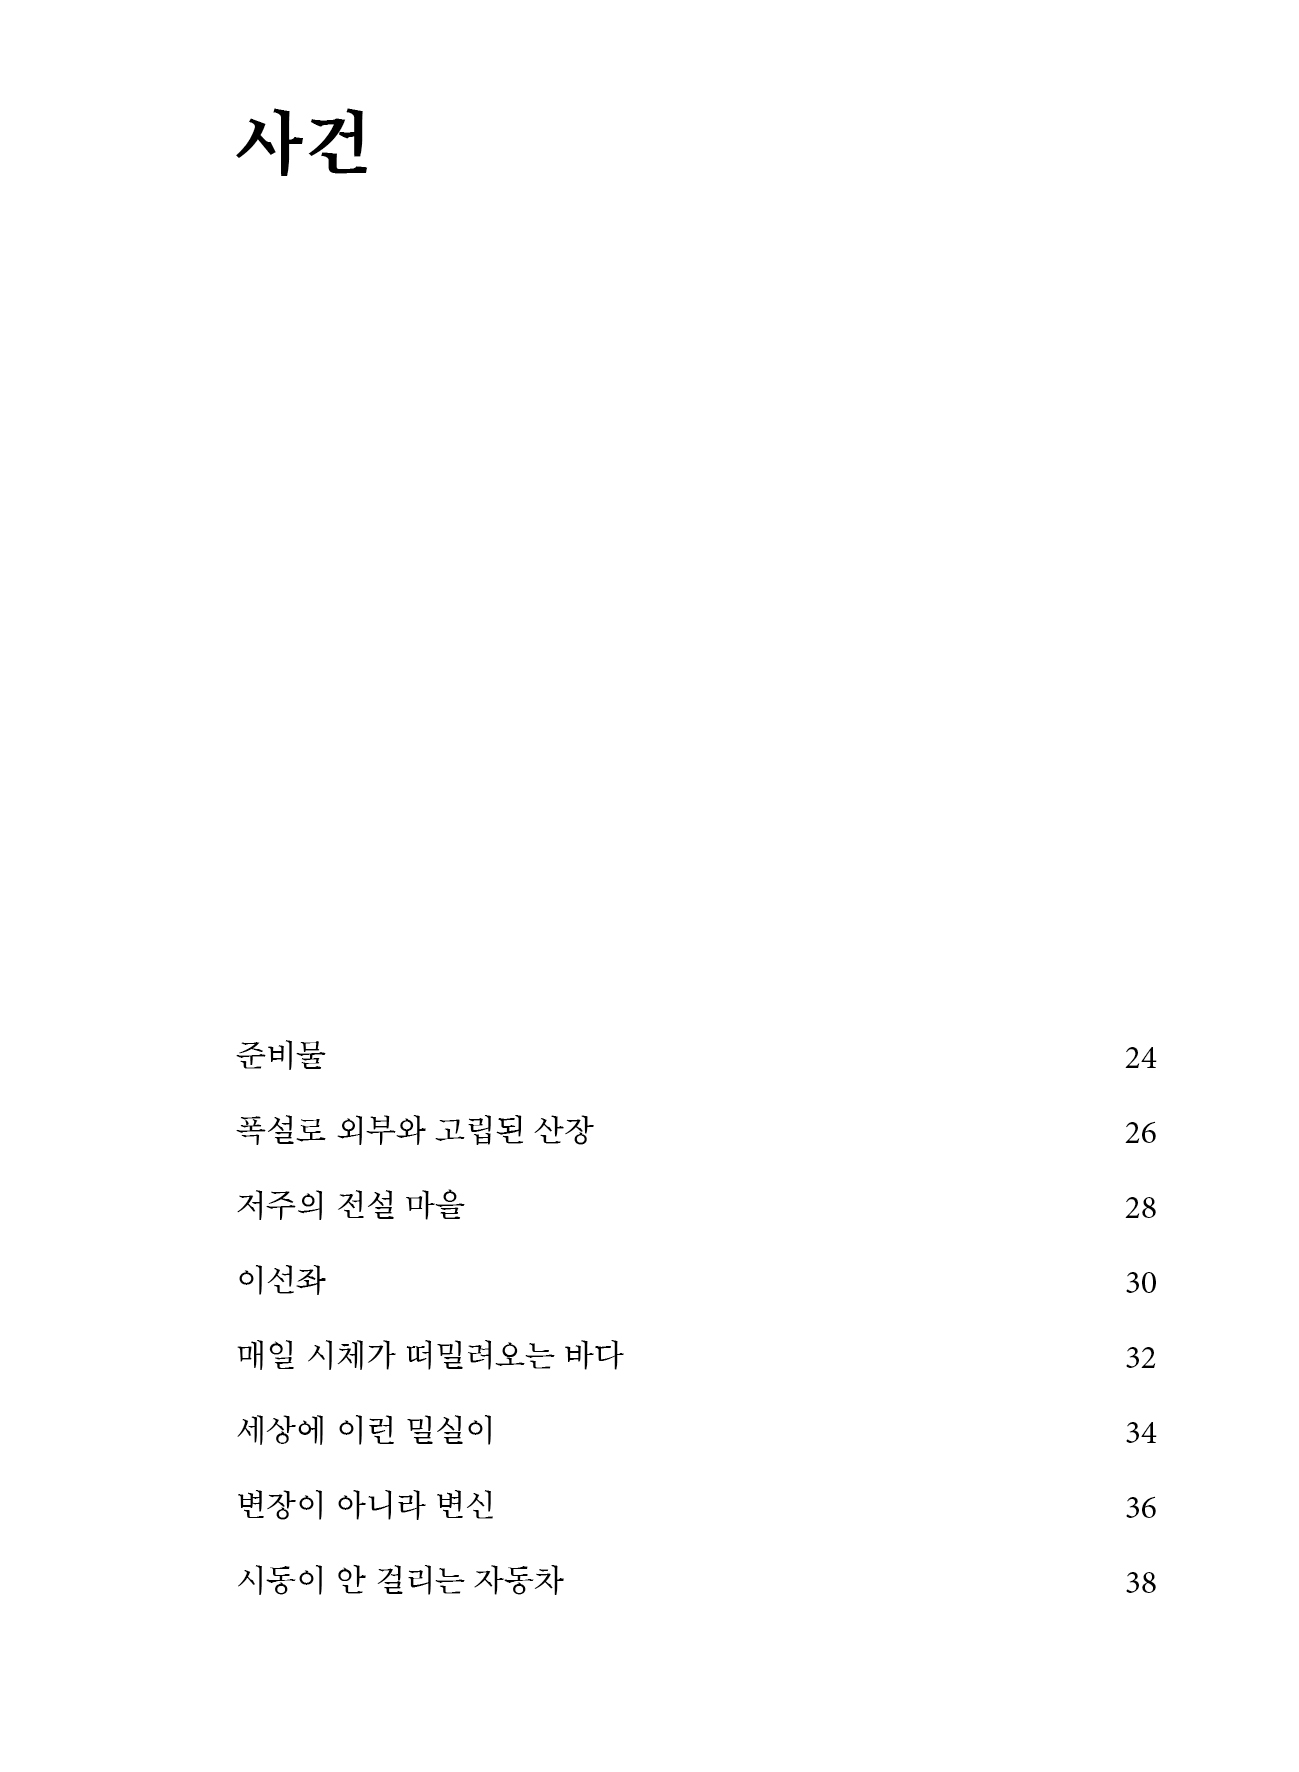 사건
준비물 24
폭설로 외부와 고립된 산장 26
저주의 전설 마을 28
이선좌 30
매일 시체가 떠밀려오는 바다 32
세상에 이런 밀실이 34
변장이 아니라 변신 36
시동이 안 걸리는 자동차 38